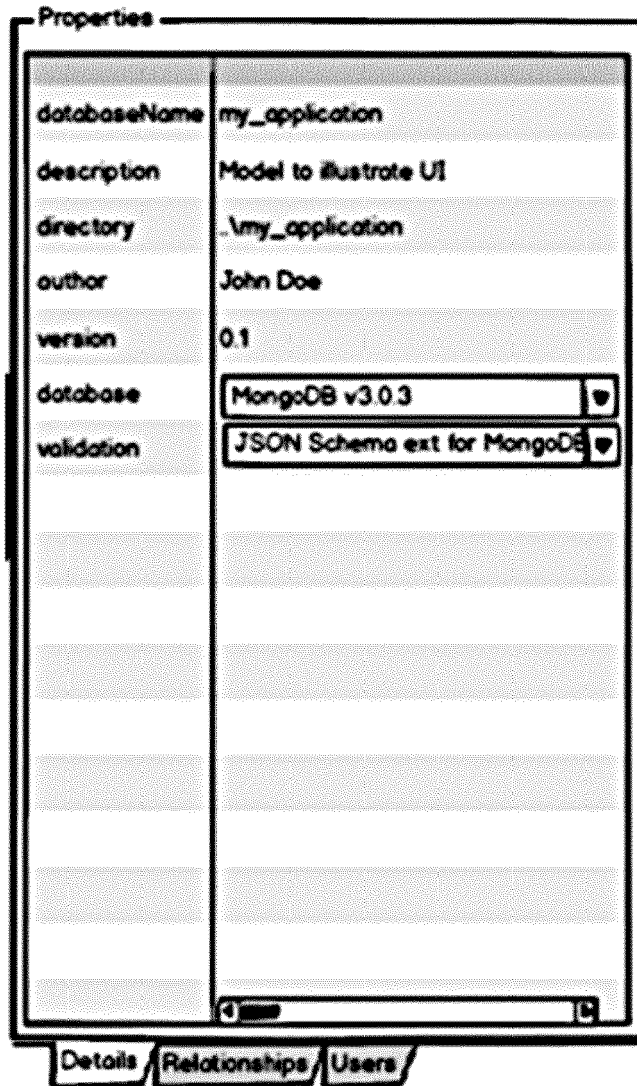 Properties
databaseName my_application
description Model to illustrate UI
directory ..\my_application
author John Doe
version 0.1
database MongoDB v3.0.3
validation JSON Schema ext for MongoDB
Details Relationships Users